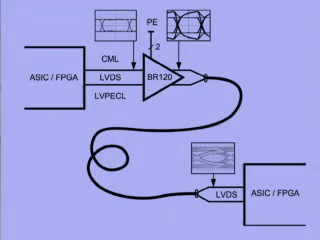 PE
2
CML
ASIC / FPGA
LVDS
BR120
LVPECL
LVDS
ASIC / FPGA